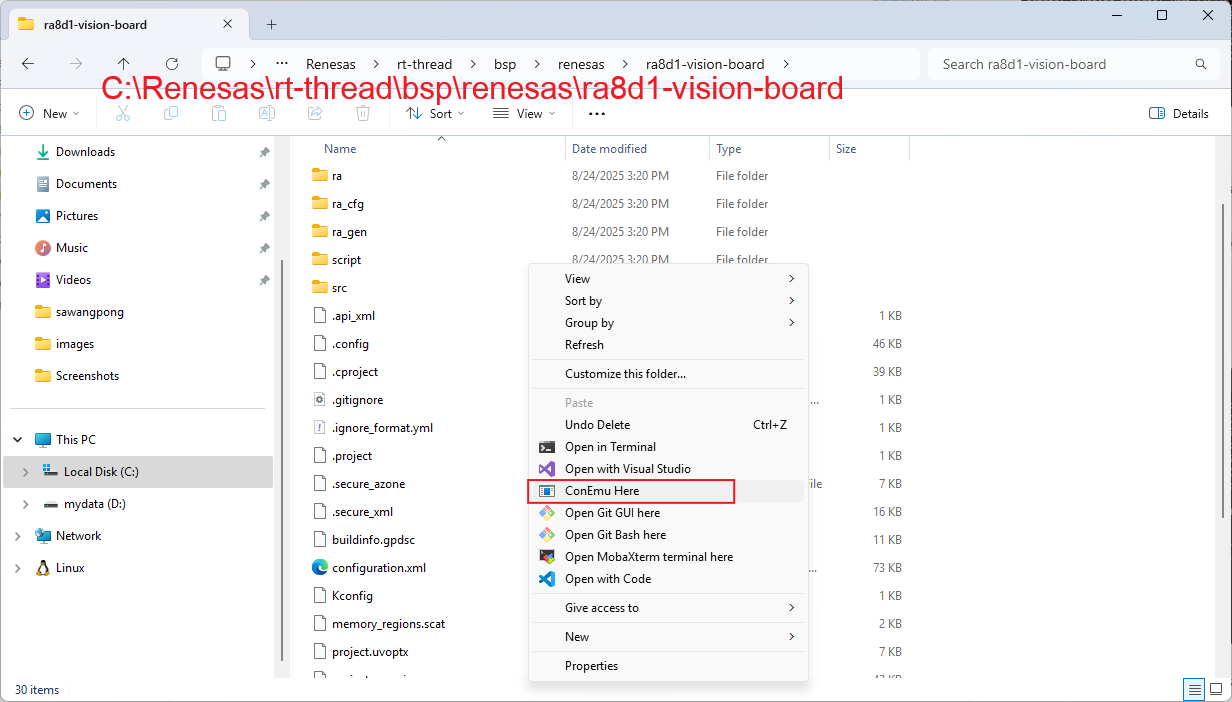 ra8d1-vision-board
Renesas
rt-thread
bsp
renesas
ra8d1-vision-board
Search ra8d1-vision-board
C:\Renesas\rt-thread\bsp\renesas\ra8d1-vision-board
New
Sort
View
Details
Downloads
Documents
Pictures
Music
Videos
sawangpong
images
Screenshots
This PC
Local Disk (C:)
mydata (D:)
Network
Linux
Name Date modified Type Size
ra 8/24/2025 3:20 PM File folder
ra_cfg 8/24/2025 3:20 PM File folder
ra_gen 8/24/2025 3:20 PM File folder
script 8/24/2025 3:20 PM File folder
src
.api_xml 1 KB
.config 46 KB
.cproject 39 KB
.gitignore ... 1 KB
.ignore_format.yml 1 KB
.project 1 KB
.secure_azone ile 7 KB
.secure_xml 16 KB
buildinfo.gpdsc 11 KB
configuration.xml ... 73 KB
Kconfig 1 KB
memory_regions.scat 2 KB
project.uvoptx 7 KB
View
Sort by
Group by
Refresh
Customize this folder...
Paste
Undo Delete Ctrl+Z
Open in Terminal
Open with Visual Studio
ConEmu Here
Open Git GUI here
Open Git Bash here
Open MobaXterm terminal here
Open with Code
Give access to
New
Properties
30 items